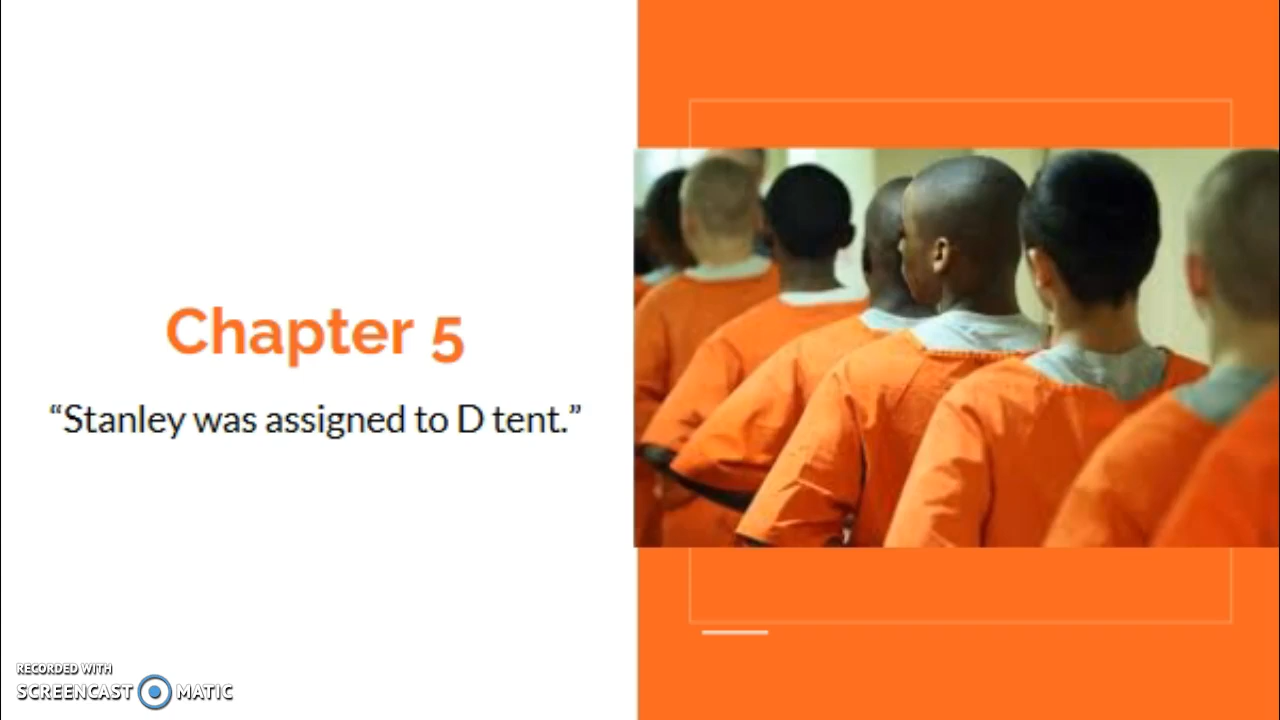 Chapter 5
“Stanley was assigned to D tent.”
RECORDED WITH
SCREENCAST MATIC